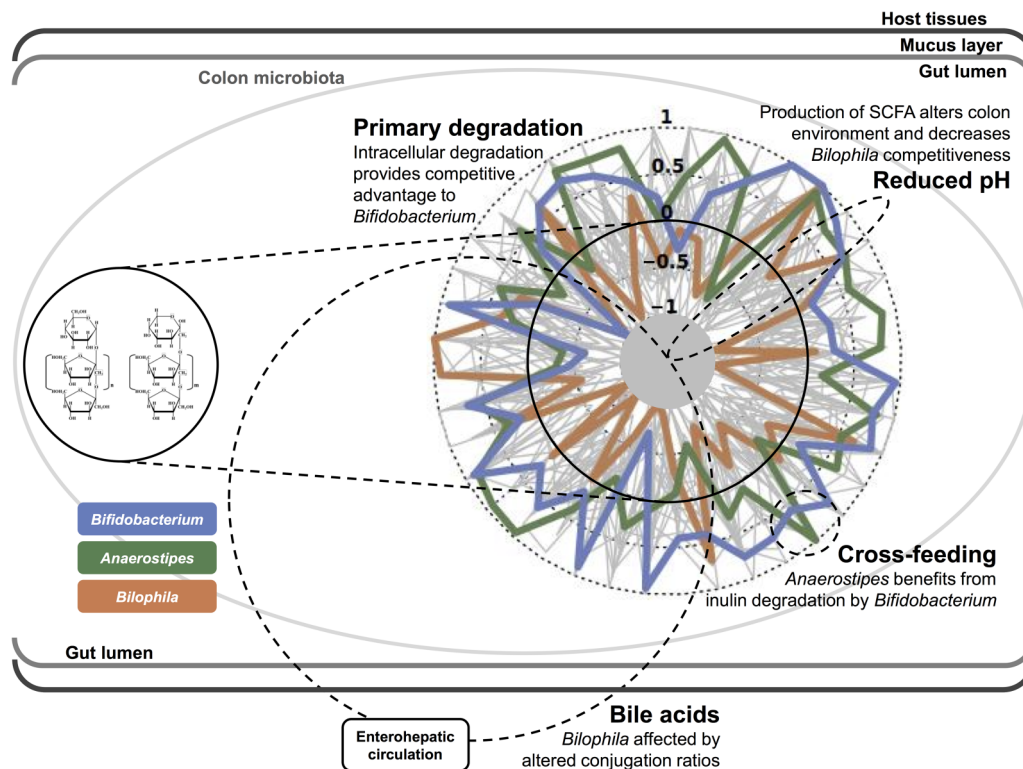 Host tissues
Mucus layer
Gut lumen
Colon microbiota
Primary degradation
Intracellular degradation
provides competitive
advantage to
Bifidobacterium
Production of SCFA alters colon
environment and decreases
Bilophila competitiveness
Reduced pH
1
0.5
0
−0.5
−1
CH₂OH
n
m
Bifidobacterium
Anaerostipes
Bilophila
Cross-feeding
Anaerostipes benefits from
inulin degradation by Bifidobacterium
Gut lumen
Bile acids
Bilophila affected by
altered conjugation ratios
Enterohepatic
circulation